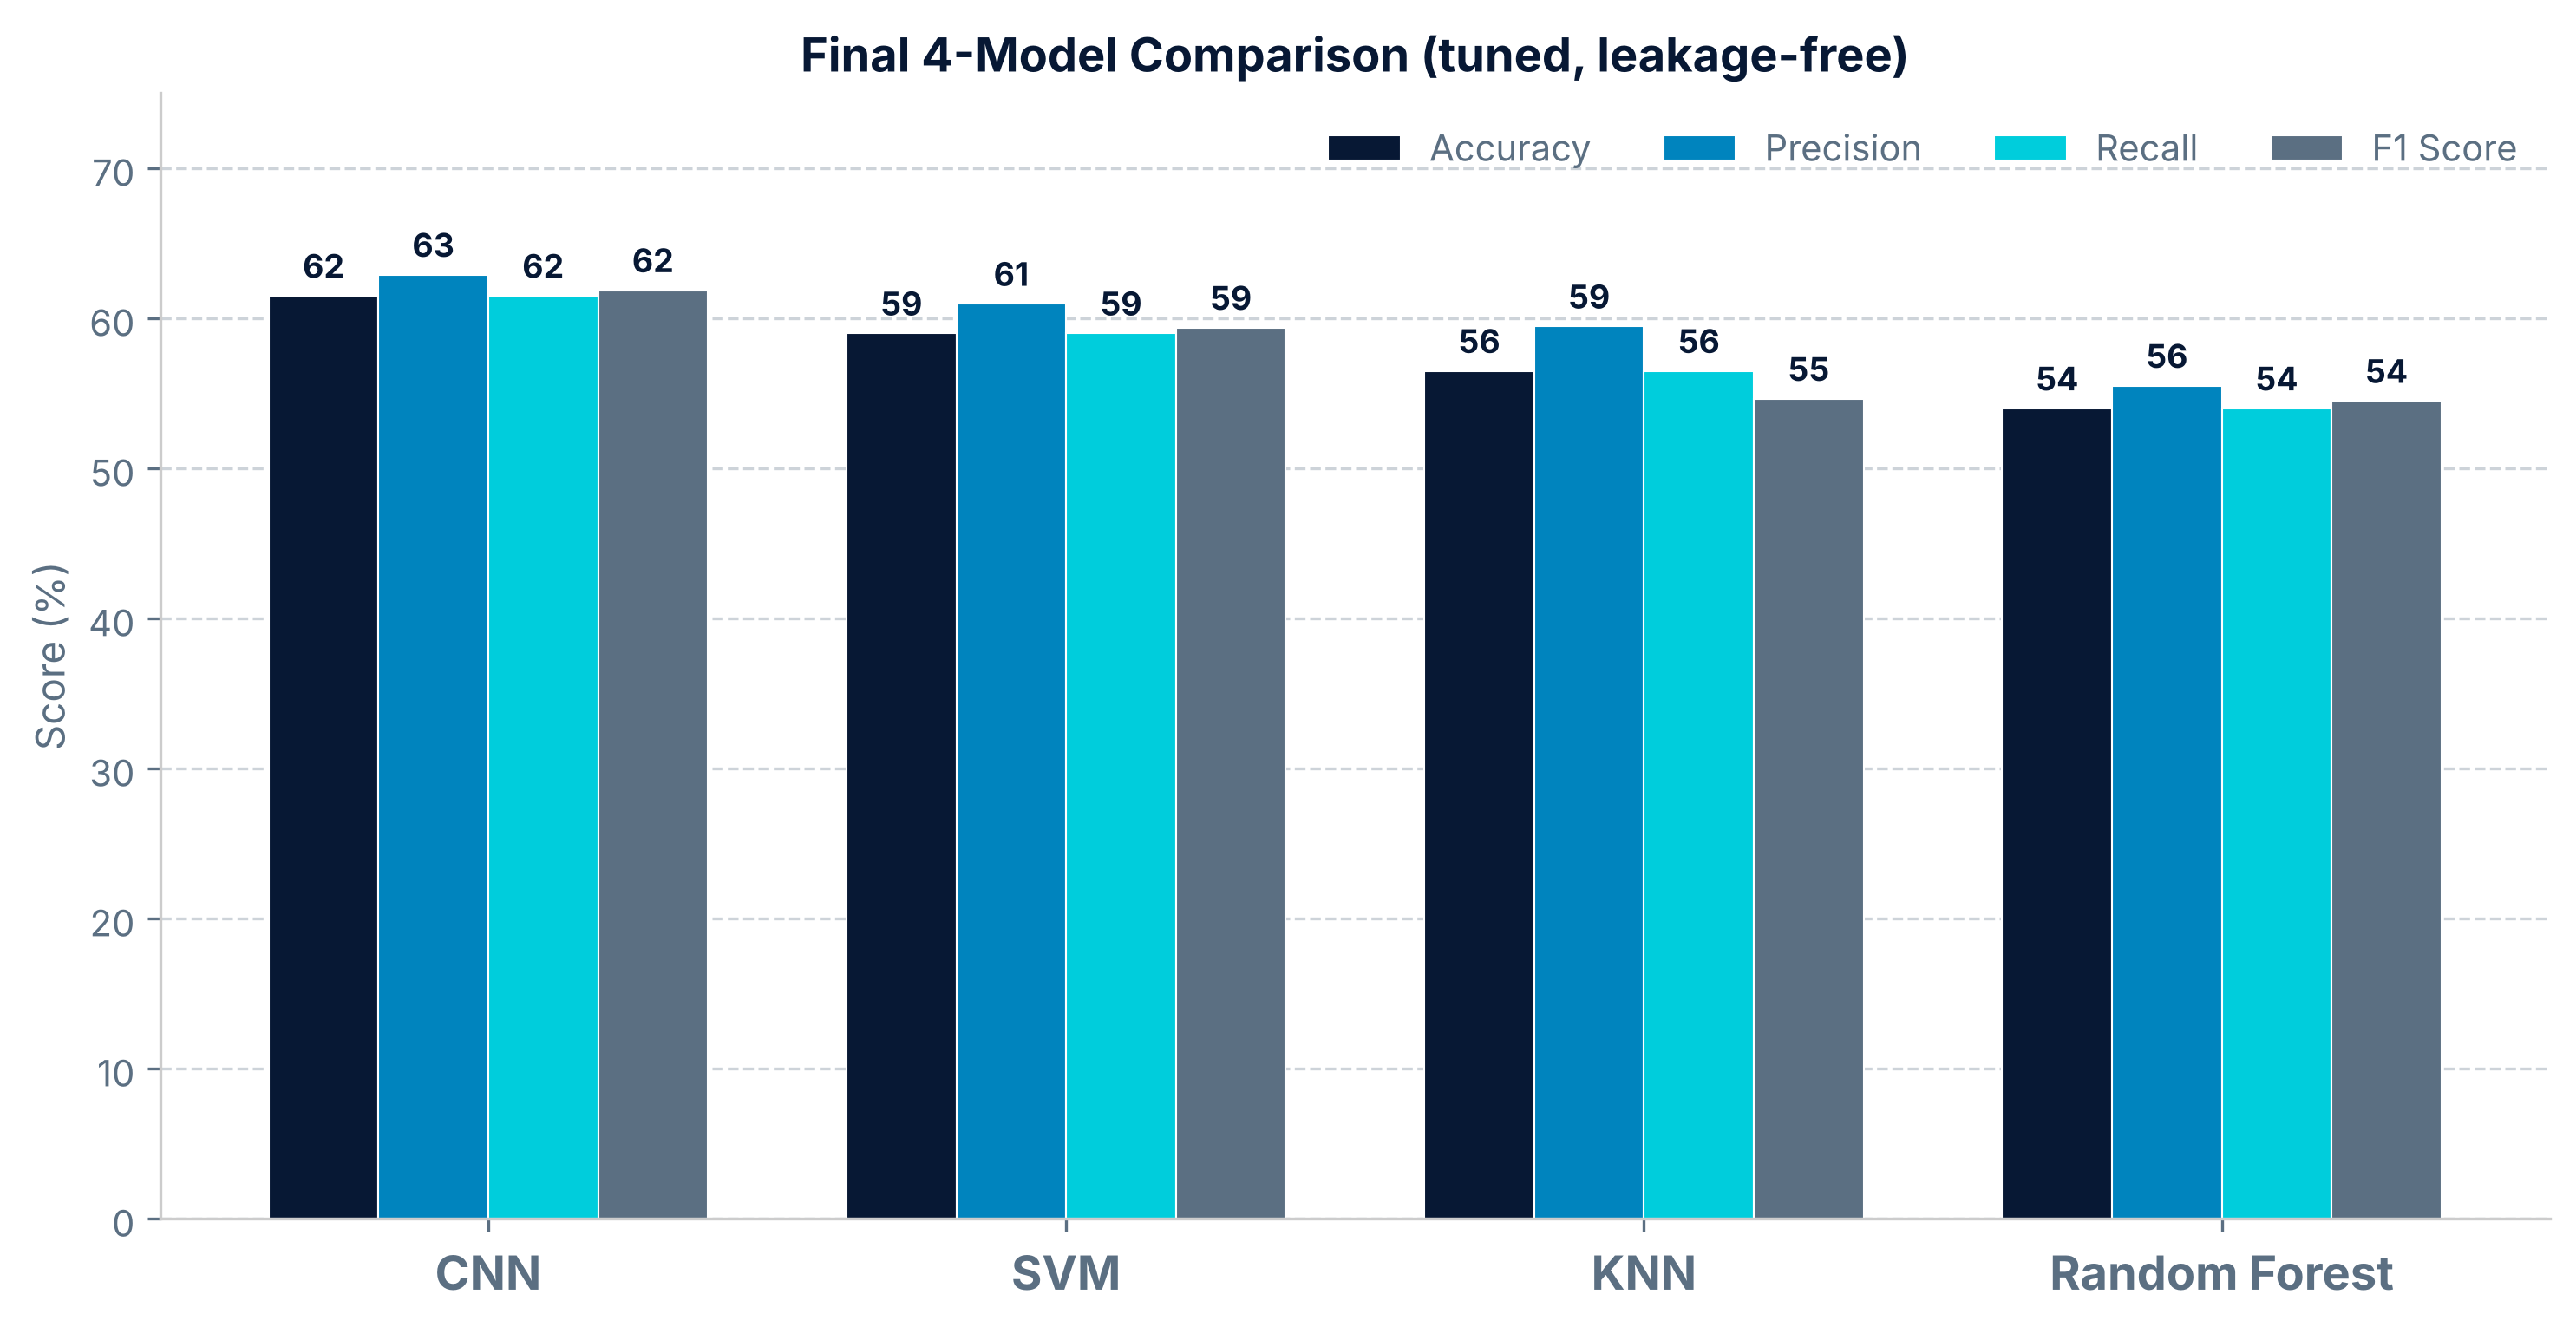 Final 4-Model Comparison (tuned, leakage-free)
Accuracy Precision Recall F1 Score
Score (%)
70
60
50
40
30
20
10
0
62 63 62 62
59 61 59 59
56 59 56 55
54 56 54 54
CNN SVM KNN Random Forest